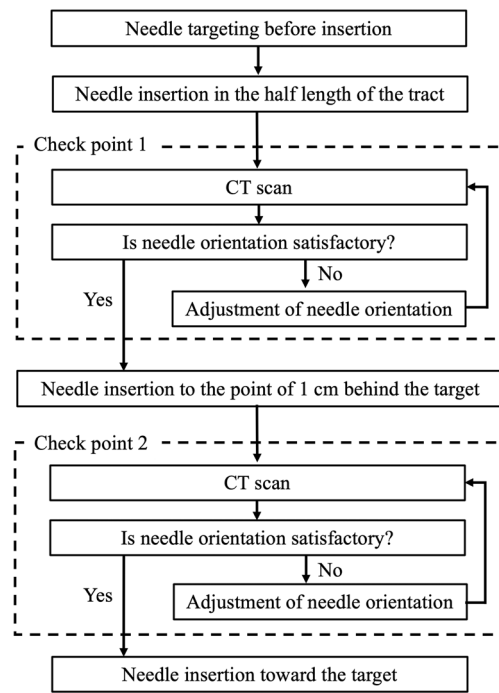 Needle targeting before insertion
Needle insertion in the half length of the tract
Check point 1
CT scan
Is needle orientation satisfactory?
No
Yes
Adjustment of needle orientation
Needle insertion to the point of 1 cm behind the target
Check point 2
CT scan
Is needle orientation satisfactory?
No
Yes
Adjustment of needle orientation
Needle insertion toward the target